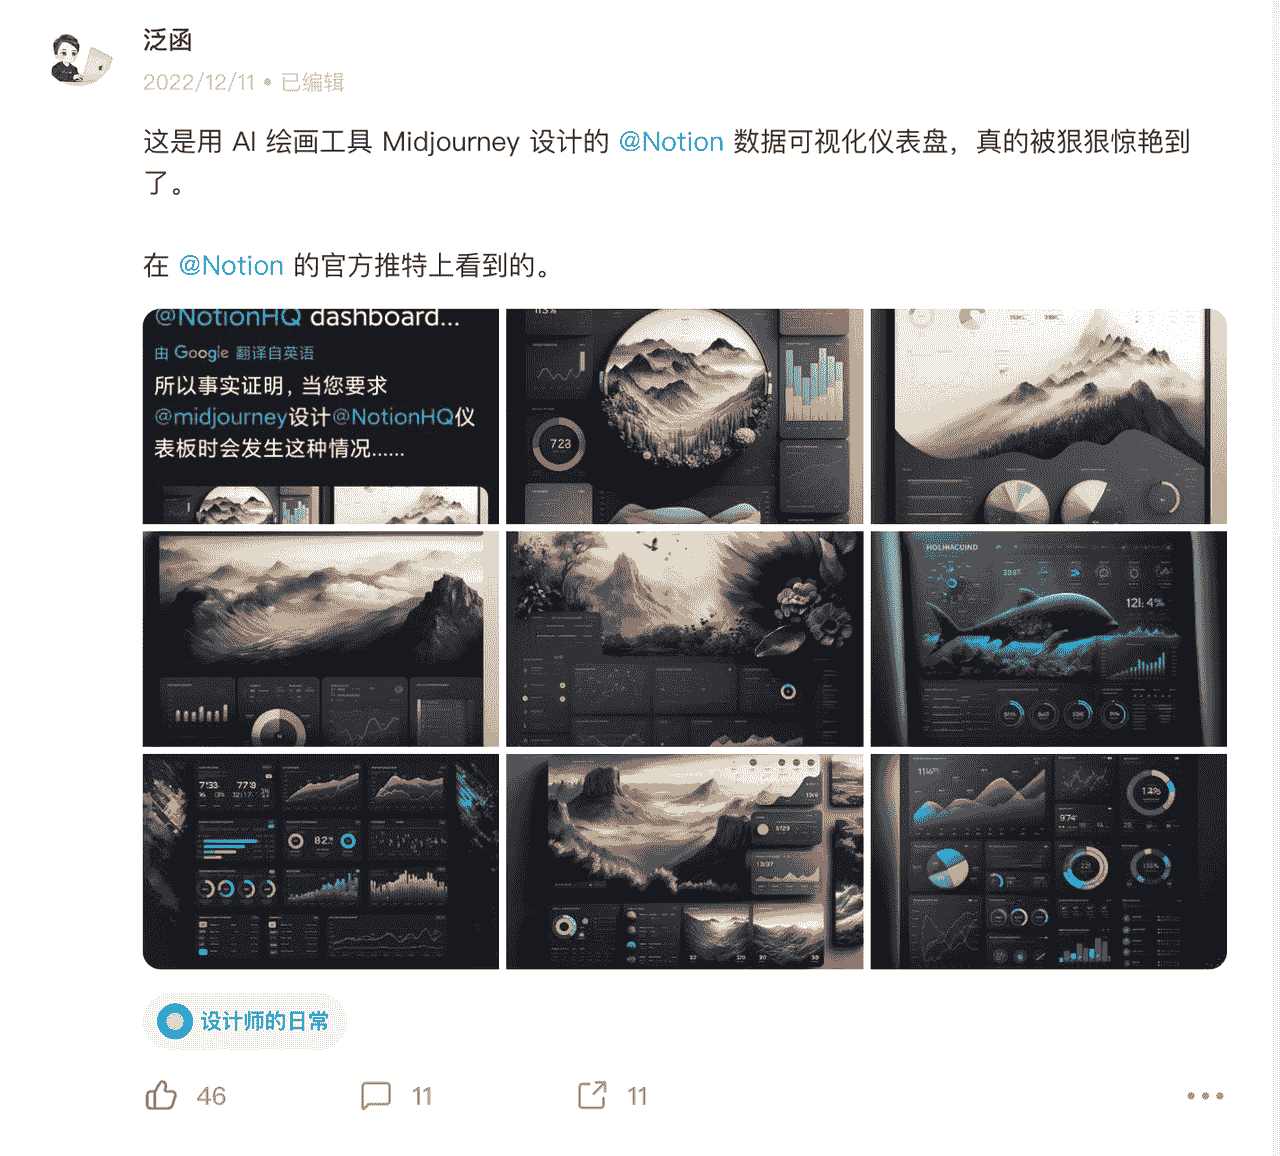 泛函
2022/12/11 • 已编辑
这是用 AI 绘画工具 Midjourney 设计的 @Notion 数据可视化仪表盘，真的被狠狠惊艳到
了。
在 @Notion 的官方推特上看到的。
@NotionHQ dashboard...
由 Google 翻译自英语
所以事实证明，当您要求
@midjourney设计@NotionHQ仪
表板时会发生这种情况......
113%
723
HOLIHACUIND
121:4%
7133 7719
82
1313
设计师的日常
46
11
11